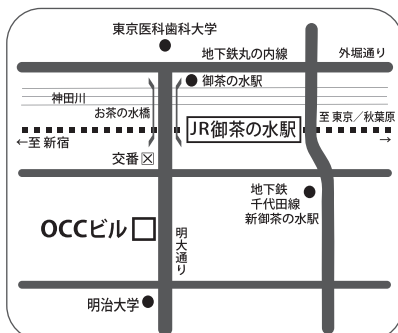 東京医科歯科大学
地下鉄丸の内線
外堀通り
御茶の水駅
神田川
お茶の水橋
JR御茶の水駅
至 東京／秋葉原
→
←至 新宿
交番
地下鉄
千代田線
新御茶の水駅
OCCビル
明大通り
明治大学